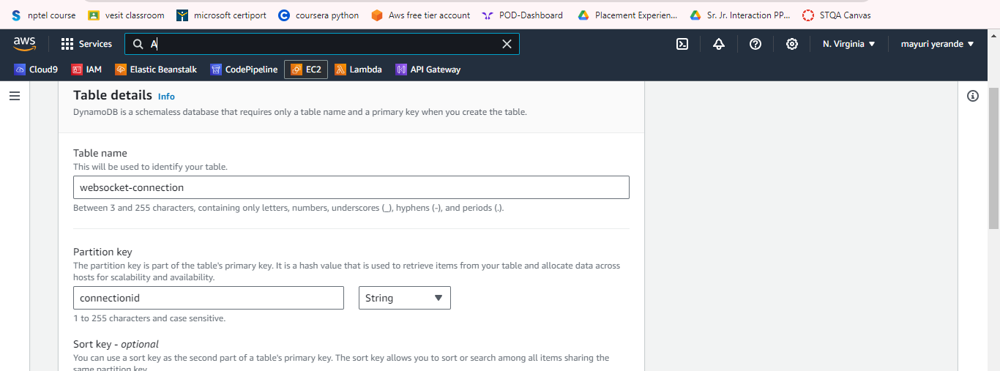 nptel course vesit classroom microsoft certiport coursera python Aws free tier account POD-Dashboard Placement Experien... Sr. Jr. Interaction PP... STQA Canvas
aws Services A N. Virginia mayuri yerande
Cloud9 IAM Elastic Beanstalk CodePipeline EC2 Lambda API Gateway
Table details Info
DynamoDB is a schemaless database that requires only a table name and a primary key when you create the table.
Table name
This will be used to identify your table.
websocket-connection
Between 3 and 255 characters, containing only letters, numbers, underscores (_), hyphens (-), and periods (.).
Partition key
The partition key is part of the table's primary key. It is a hash value that is used to retrieve items from your table and allocate data across
hosts for scalability and availability.
connectionid String
1 to 255 characters and case sensitive.
Sort key - optional
You can use a sort key as the second part of a table's primary key. The sort key allows you to sort or search among all items sharing the
same partition key.